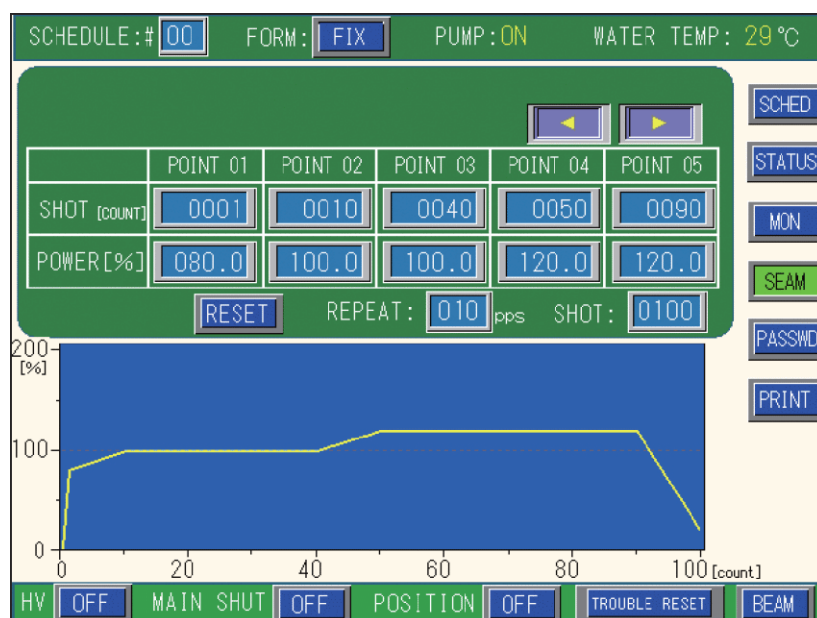 SCHEDULE:# 00 FORM: FIX PUMP:ON WATER TEMP: 29℃
◄ ►
SCHED
POINT 01 POINT 02 POINT 03 POINT 04 POINT 05
STATUS
SHOT [COUNT] 0001 0010 0040 0050 0090
MON
POWER[%] 080.0 100.0 100.0 120.0 120.0
SEAM
RESET REPEAT: 010 pps SHOT: 0100
PASSWD
PRINT
200
[%]
100
0
0 20 40 60 80 100 [count]
HV OFF MAIN SHUT OFF POSITION OFF TROUBLE RESET BEAM